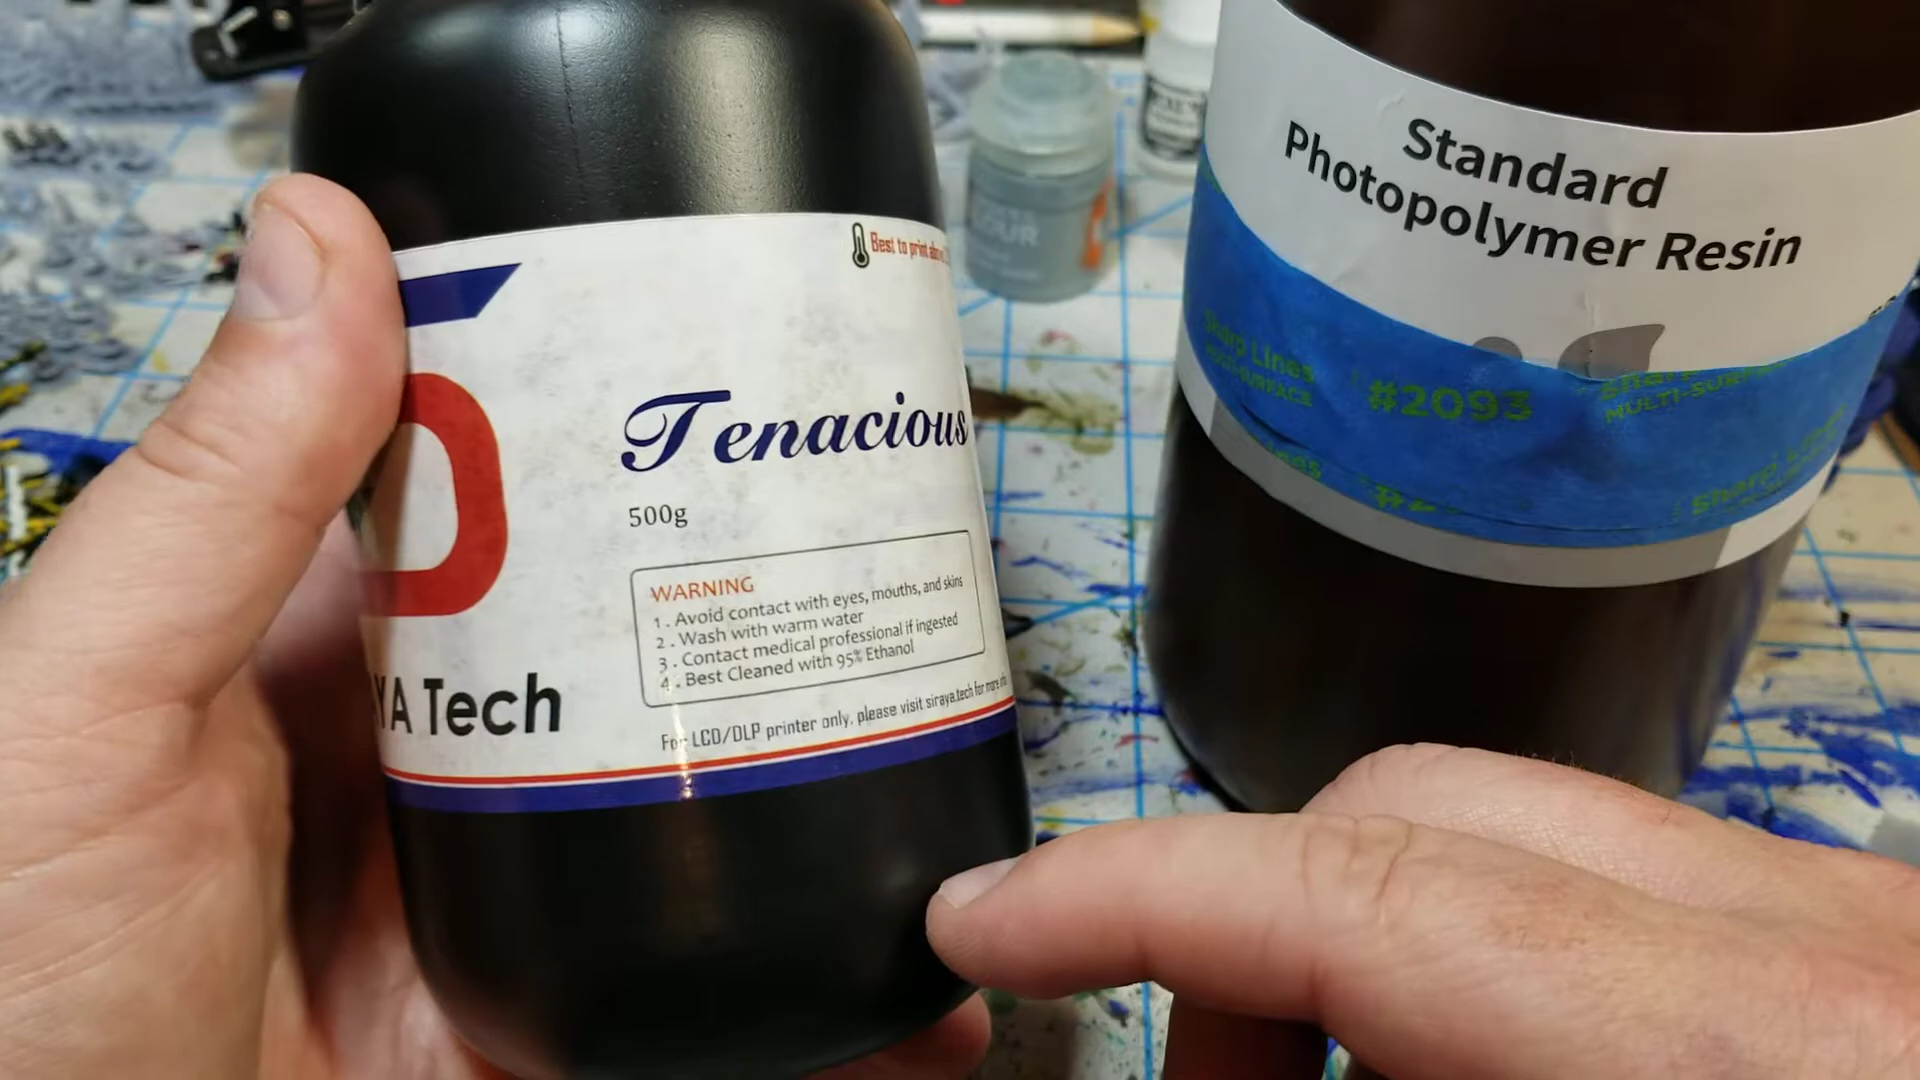 Best to print
Tenacious
500g
WARNING
1. Avoid contact with eyes, mouths, and skins
2. Wash with warm water
3. Contact medical professional if ingested
4. Best Cleaned with 95% Ethanol
YA Tech
For LCD/DLP printer only. please visit siraya.tech for more
Standard
Photopolymer Resin
Sharp Lines
MULTI-SURFACE
#2093
MULTI-SURF